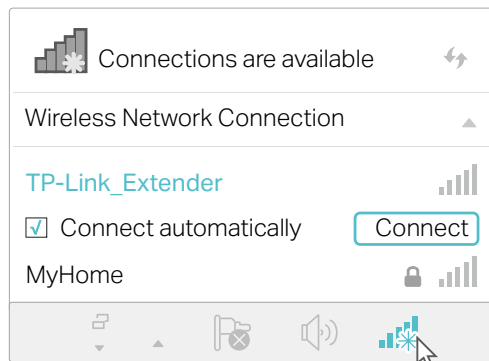 Connections are available
Wireless Network Connection
TP-Link_Extender
Connect automatically Connect
MyHome